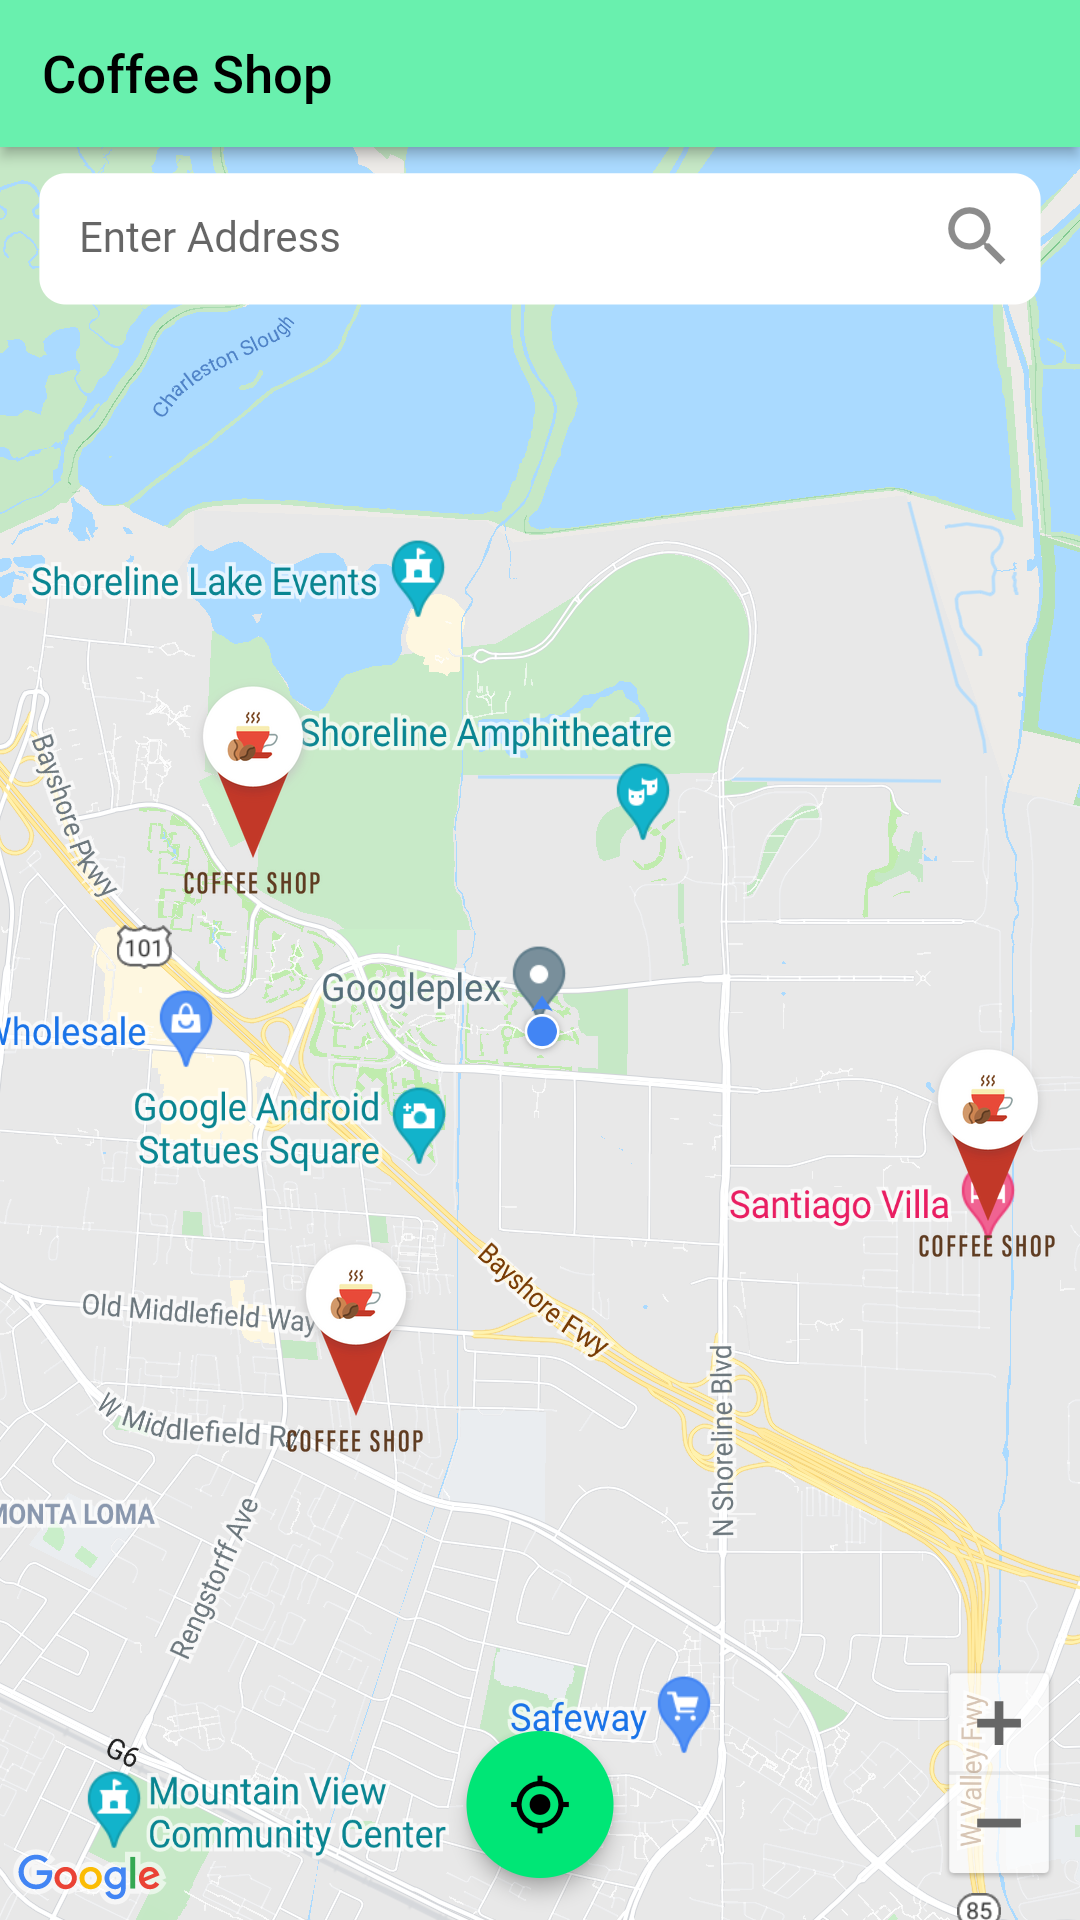 Coffee Shop
Enter Address
Charleston Slough
Shoreline Lake Events
Shoreline Amphitheatre
Bayshore Pkwy
COFFEE SHOP
101
Googleplex
Wholesale
Google Android
Statues Square
Santiago Villa
COFFEE SHOP
Bayshore Fwy
Old Middlefield Way
N Shoreline Blvd
W Middlefield R
COFFEE SHOP
MONTA LOMA
Rengstorff Ave
Safeway
W Valley Fwy
+
G6
Mountain View
Community Center
−
Google
85